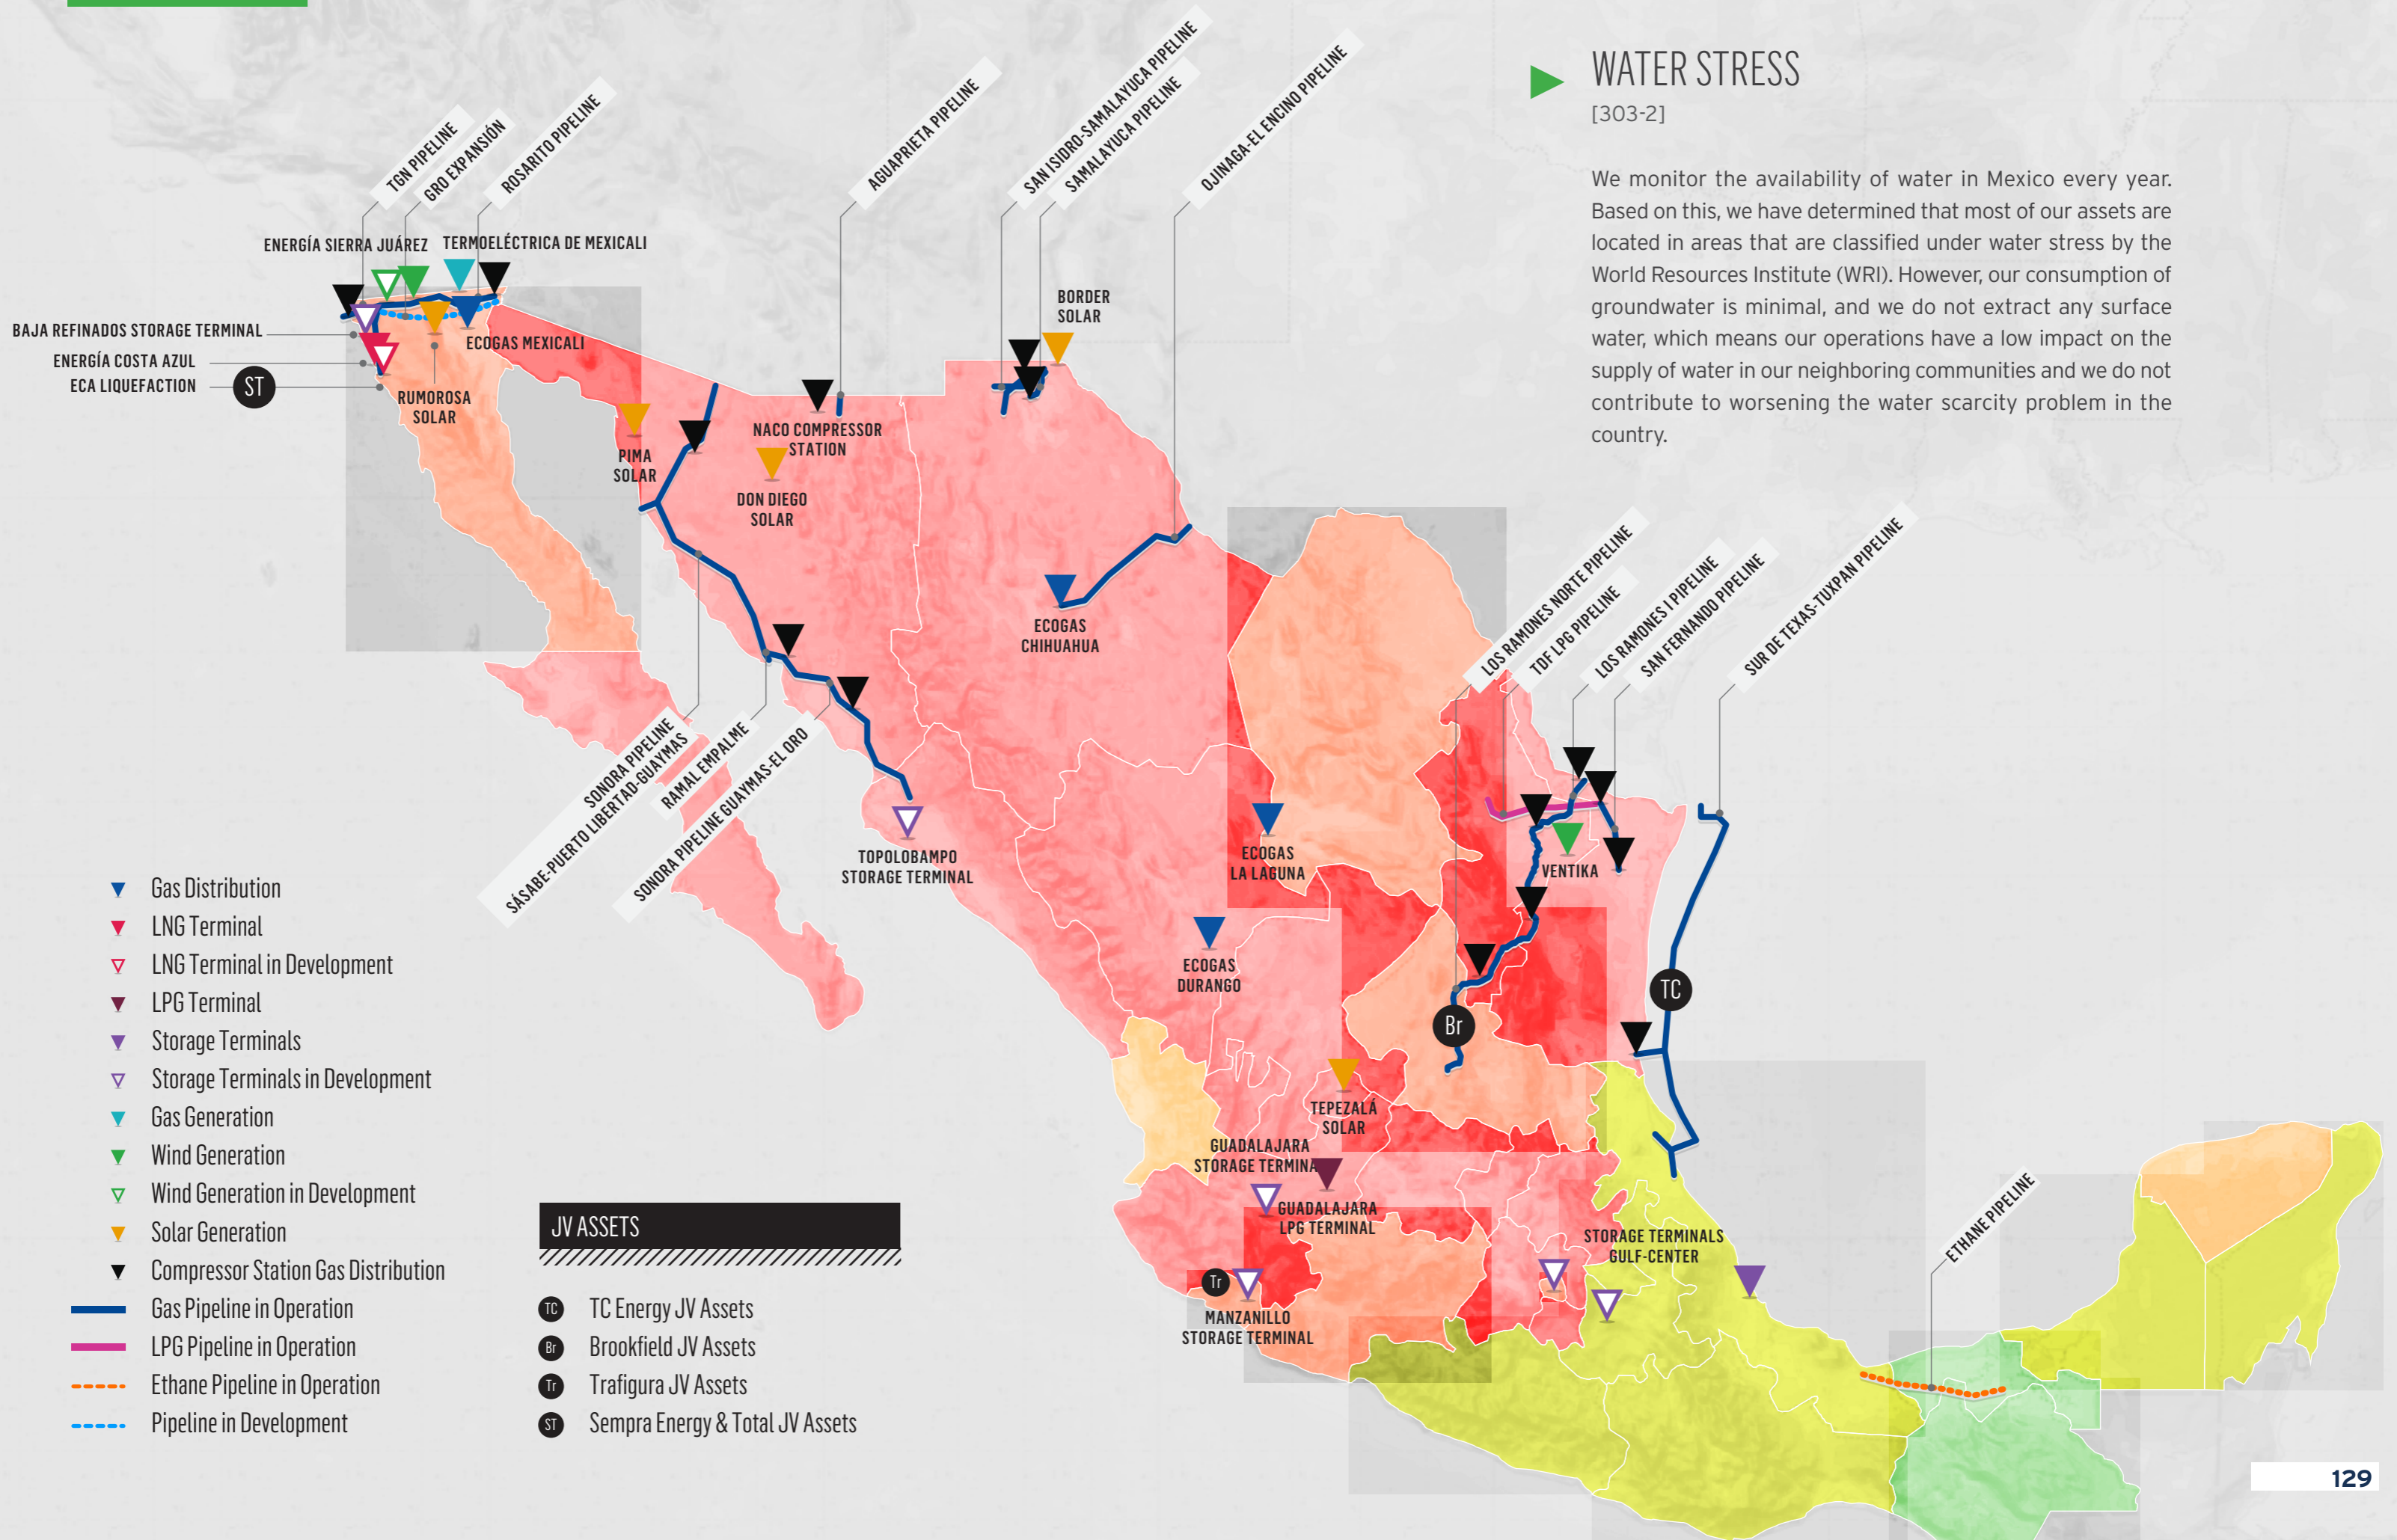 WATER STRESS
[303-2]
We monitor the availability of water in Mexico every year.
Based on this, we have determined that most of our assets are
located in areas that are classified under water stress by the
World Resources Institute (WRI). However, our consumption of
groundwater is minimal, and we do not extract any surface
water, which means our operations have a low impact on the
supply of water in our neighboring communities and we do not
contribute to worsening the water scarcity problem in the
country.
TGN PIPELINE
GRO EXPANSIÓN
ROSARITO PIPELINE
AGUAPRIETA PIPELINE
SAN ISIDRO-SAMALAYUCA PIPELINE
SAMALAYUCA PIPELINE
OJINAGA-EL ENCINO PIPELINE
ENERGÍA SIERRA JUÁREZ
TERMOELÉCTRICA DE MEXICALI
BAJA REFINADOS STORAGE TERMINAL
ENERGÍA COSTA AZUL
ECA LIQUEFACTION
ST
ECOGAS MEXICALI
RUMOROSA
SOLAR
BORDER
SOLAR
PIMA
SOLAR
NACO COMPRESSOR
STATION
DON DIEGO
SOLAR
ECOGAS
CHIHUAHUA
LOS RAMONES NORTE PIPELINE
TDF LPG PIPELINE
LOS RAMONES I PIPELINE
SAN FERNANDO PIPELINE
SUR DE TEXAS-TUXPAN PIPELINE
SONORA PIPELINE
SÁSABE-PUERTO LIBERTAD-GUAYMAS
RAMAL EMPALME
SONORA PIPELINE GUAYMAS-EL ORO
TOPOLOBAMPO
STORAGE TERMINAL
ECOGAS
LA LAGUNA
VENTIKA
ECOGAS
DURANGO
TC
Br
TEPEZALÁ
SOLAR
GUADALAJARA
STORAGE TERMINA
GUADALAJARA
LPG TERMINAL
Tr
MANZANILLO
STORAGE TERMINAL
STORAGE TERMINALS
GULF-CENTER
ETHANE PIPELINE
Gas Distribution
LNG Terminal
LNG Terminal in Development
LPG Terminal
Storage Terminals
Storage Terminals in Development
Gas Generation
Wind Generation
Wind Generation in Development
Solar Generation
Compressor Station Gas Distribution
Gas Pipeline in Operation
LPG Pipeline in Operation
Ethane Pipeline in Operation
Pipeline in Development
JV ASSETS
TC TC Energy JV Assets
Br Brookfield JV Assets
Tr Trafigura JV Assets
ST Sempra Energy & Total JV Assets
129